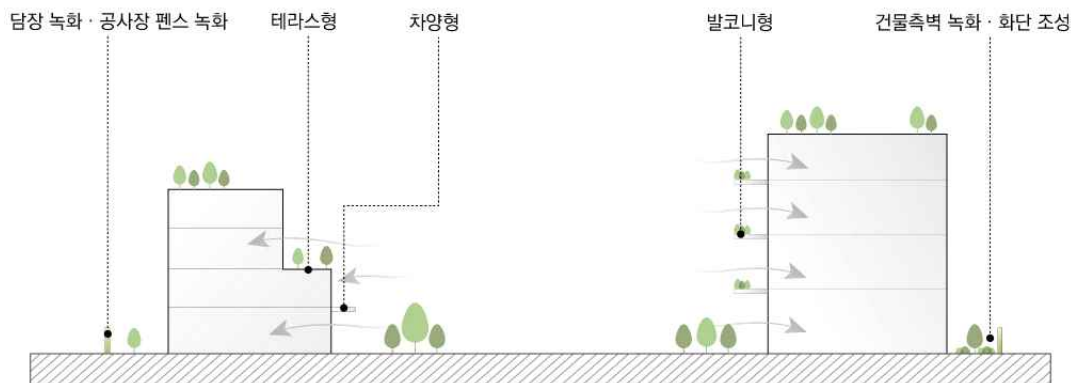 담장 녹화 · 공사장 펜스 녹화
테라스형
차양형
발코니형
건물측벽 녹화 · 화단 조성